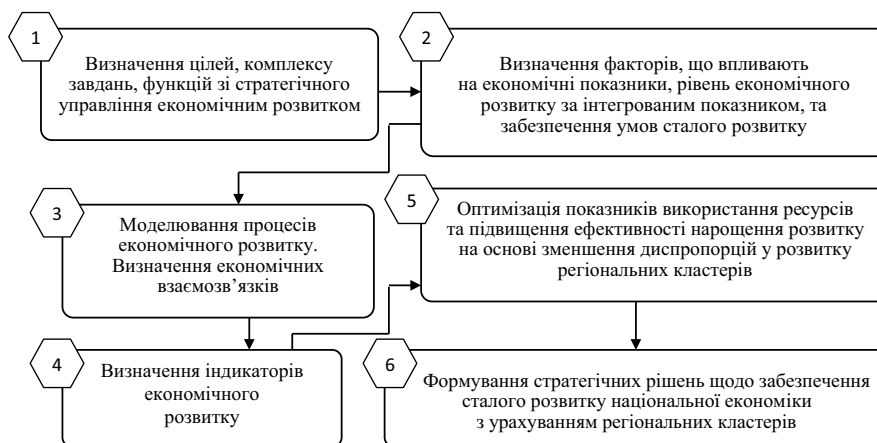 1
Визначення цілей, комплексу
завдань, функцій зі стратегічного
управління економічним розвитком
2
Визначення факторів, що впливають
на економічні показники, рівень економічного
розвитку за інтегрованим показником, та
забезпечення умов сталого розвитку
3
Моделювання процесів
економічного розвитку.
Визначення економічних
взаємозв’язків
4
Визначення індикаторів
економічного
розвитку
5
Оптимізація показників використання ресурсів
та підвищення ефективності нарощення розвитку
на основі зменшення диспропорцій у розвитку
регіональних кластерів
6
Формування стратегічних рішень щодо забезпечення
сталого розвитку національної економіки
з урахуванням регіональних кластерів